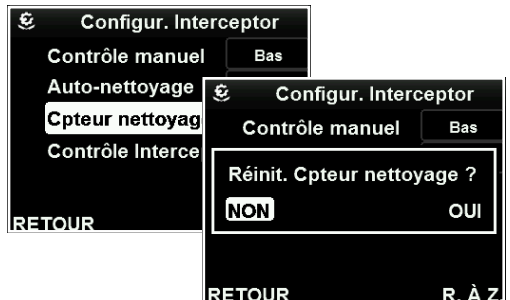 Configur. Interceptor
Contrôle manuel Bas
Auto-nettoyage
Cpteur nettoyag
Contrôle Interce
RETOUR
Configur. Interceptor
Contrôle manuel Bas
Réinit. Cpteur nettoyage ?
NON OUI
RETOUR R. À Z.